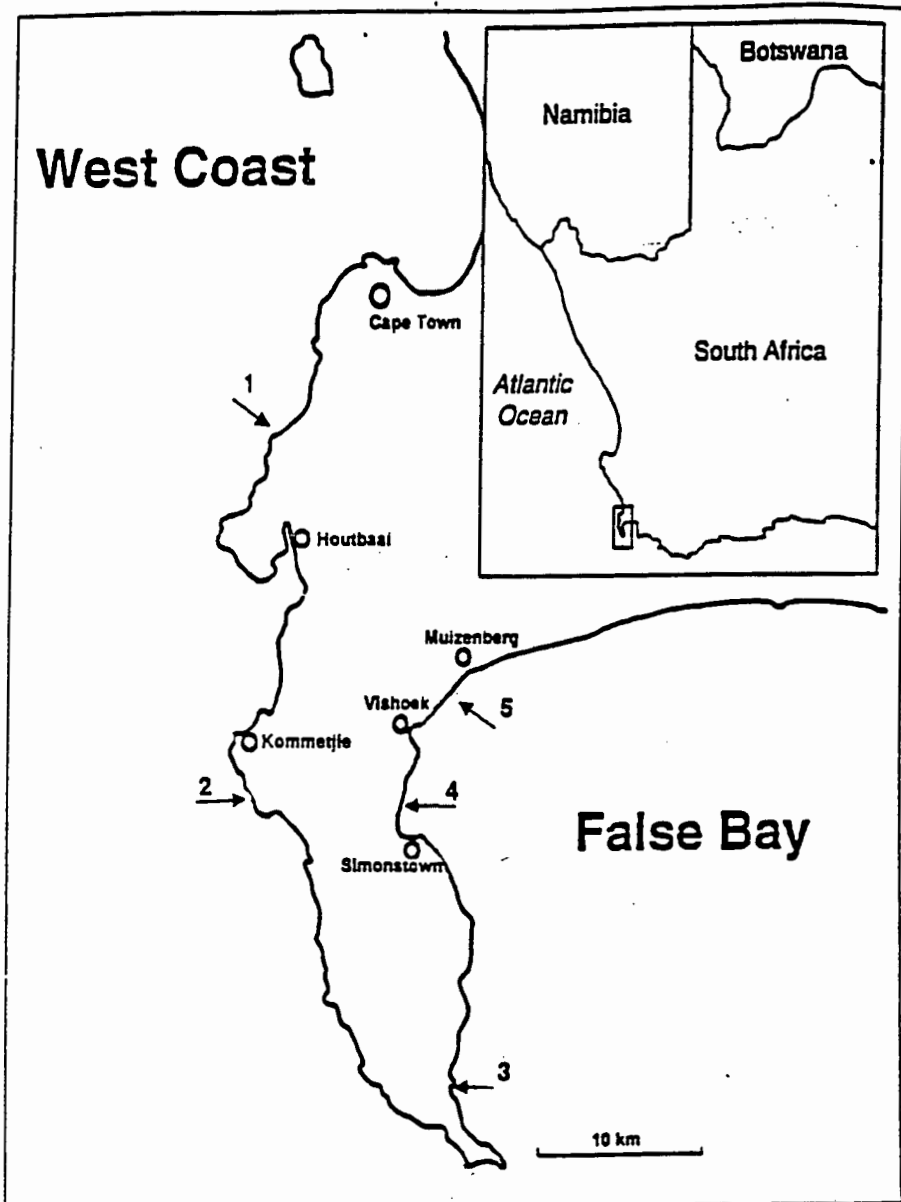 Botswana
Namibia
West Coast
Cape Town
South Africa
1
Atlantic
Ocean
Houtbaai
Muizenberg
Vishoek
5
Kommetjie
2
4
False Bay
Simonstown
3
10 km